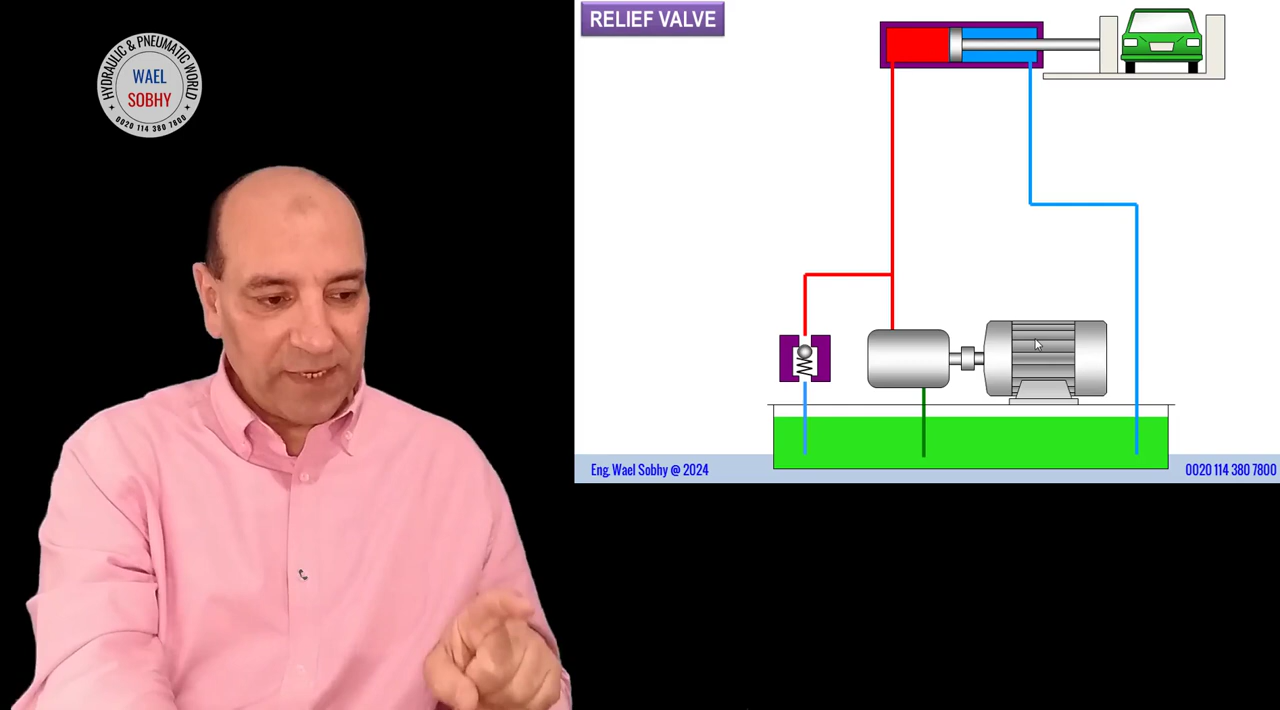 HYDRAULIC & PNEUMATIC WORLD
WAEL
SOBHY
0020 114 380 7800
RELIEF VALVE
Eng. Wael Sobhy @ 2024
0020 114 380 7800